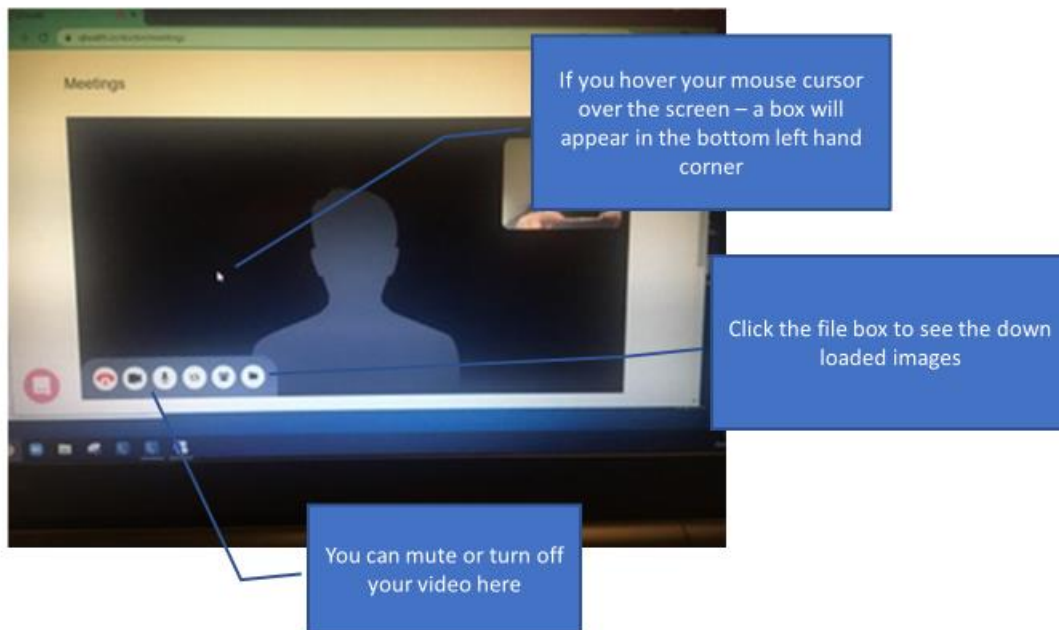 Meetings
If you hover your mouse cursor
over the screen – a box will
appear in the bottom left hand
corner
Click the file box to see the down
loaded images
You can mute or turn off
your video here